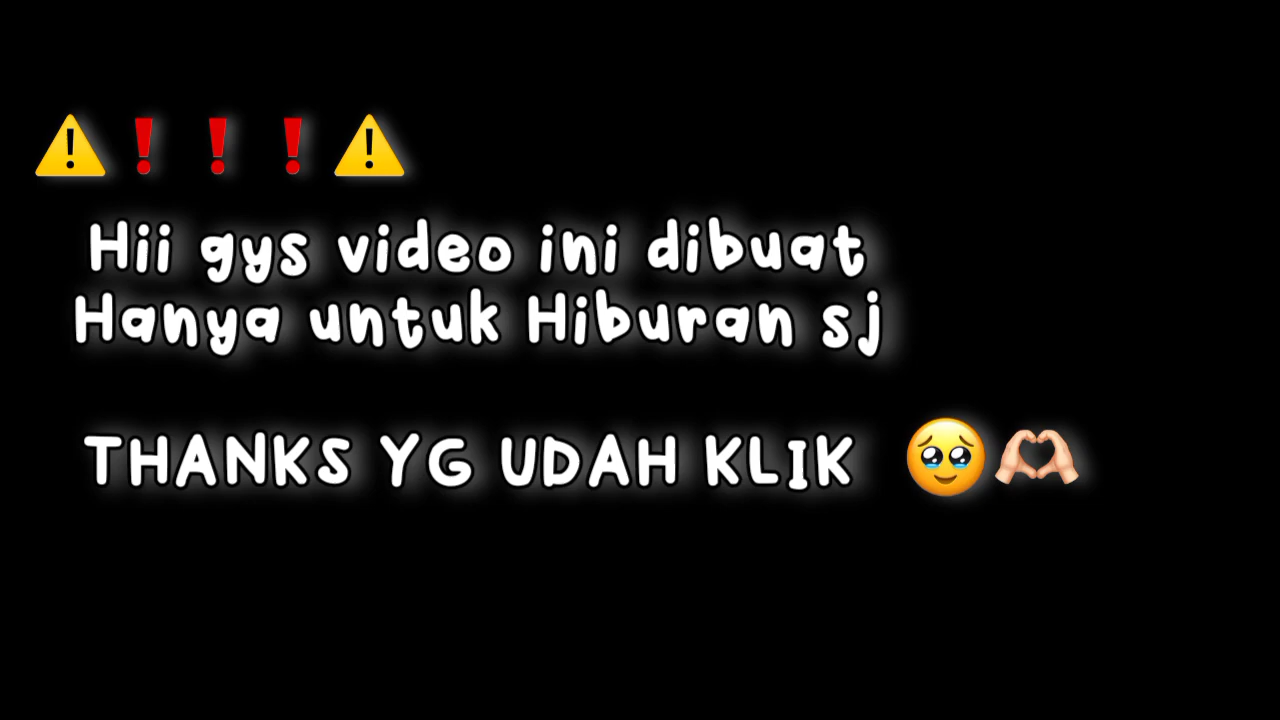 ⚠️❗❗❗⚠️
Hii gys video ini dibuat
Hanya untuk Hiburan sj
THANKS YG UDAH KLIK 🥹🫶🏻